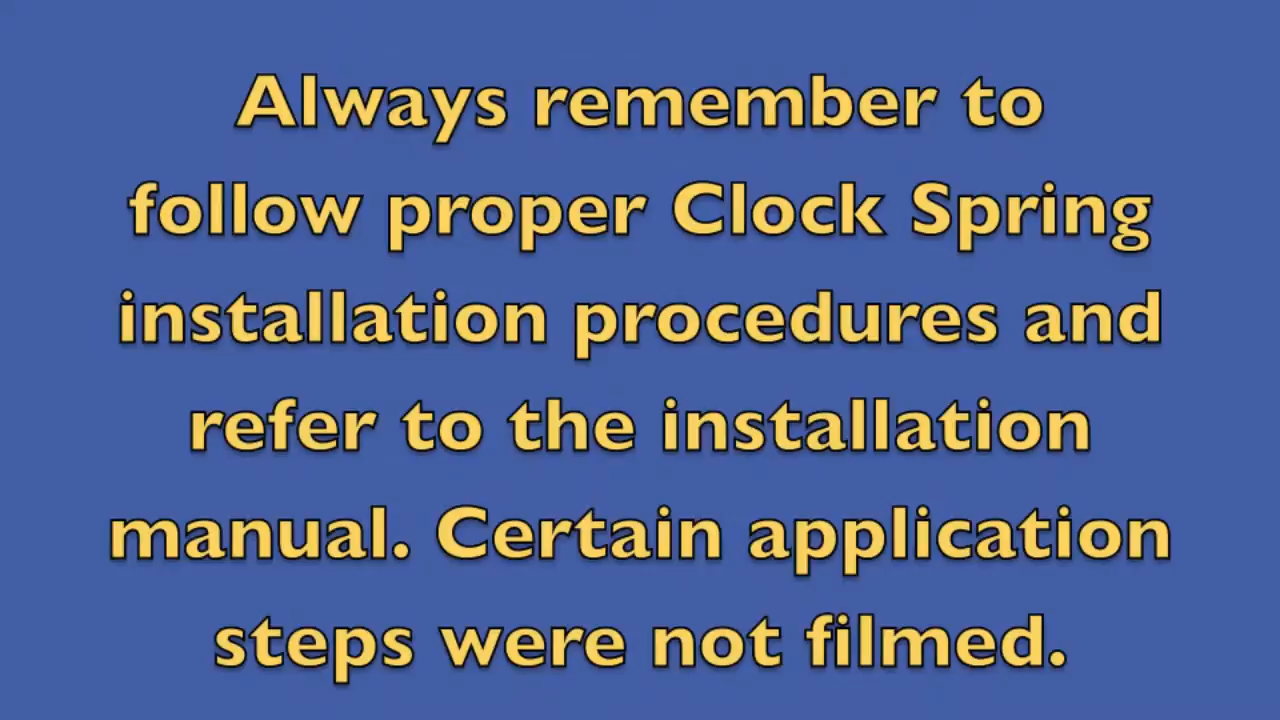 Always remember to
follow proper Clock Spring
installation procedures and
refer to the installation
manual. Certain application
steps were not filmed.